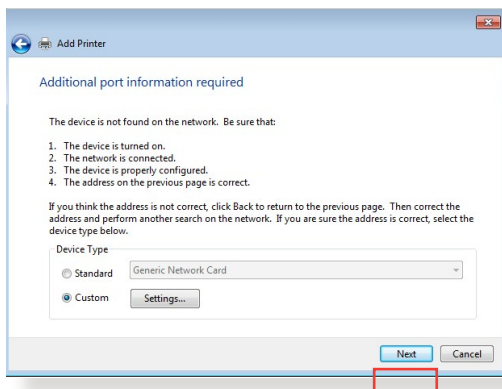 Add Printer
Additional port information required
The device is not found on the network. Be sure that:
1. The device is turned on.
2. The network is connected.
3. The device is properly configured.
4. The address on the previous page is correct.
If you think the address is not correct, click Back to return to the previous page. Then correct the
address and perform another search on the network. If you are sure the address is correct, select the
device type below.
Device Type
Standard
Generic Network Card
Custom
Settings...
Next
Cancel